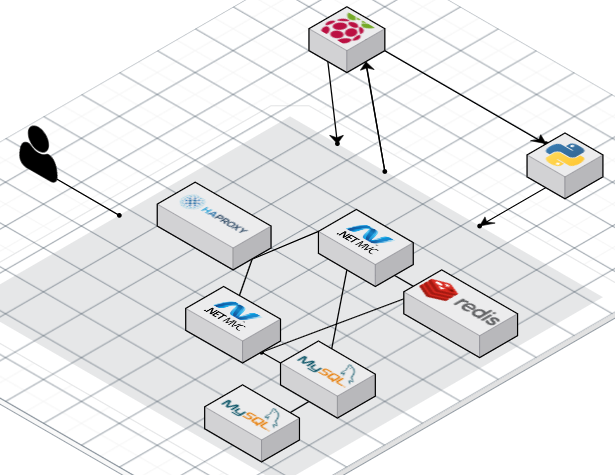 HAPROXY
.NET MVC
.NET MVC
redis
MySQL
MySQL